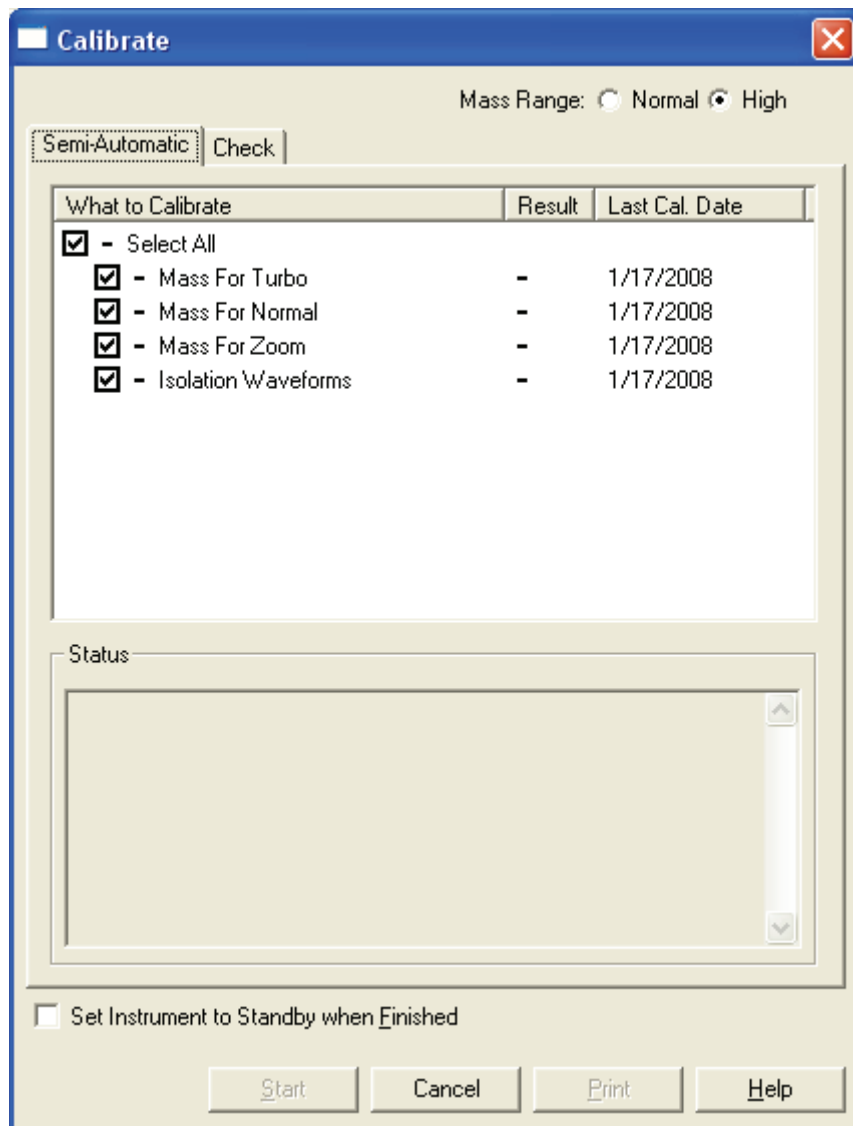 Calibrate
Mass Range: Normal High
Semi-Automatic Check
What to Calibrate Result Last Cal. Date
- Select All
- Mass For Turbo - 1/17/2008
- Mass For Normal - 1/17/2008
- Mass For Zoom - 1/17/2008
- Isolation Waveforms - 1/17/2008
Status
Set Instrument to Standby when Finished
Start Cancel Print Help